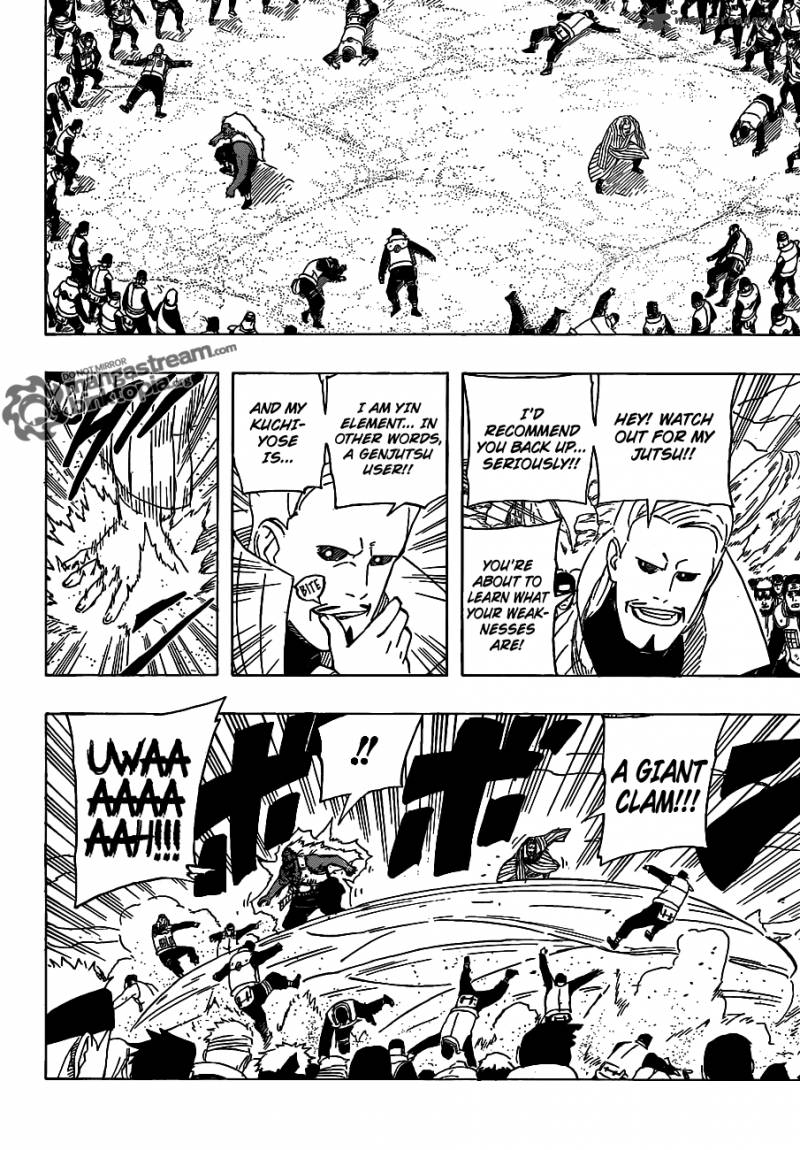 HEY! WATCH
OUT FOR MY
JUTSU!!
I'D
RECOMMEND
YOU BACK UP...
SERIOUSLY!!
YOU'RE
ABOUT TO
LEARN WHAT
YOUR WEAK-
NESSES
ARE!
I AM YIN
ELEMENT... IN
OTHER WORDS,
A GENJUTSU
USER!!
AND MY
KUCHI-
YOSE
IS...
BITE
DO NOT MIRROR
mangastream.com
A GIANT
CLAM!!!
!!
UWAA
AAAAA
AAH!!!!